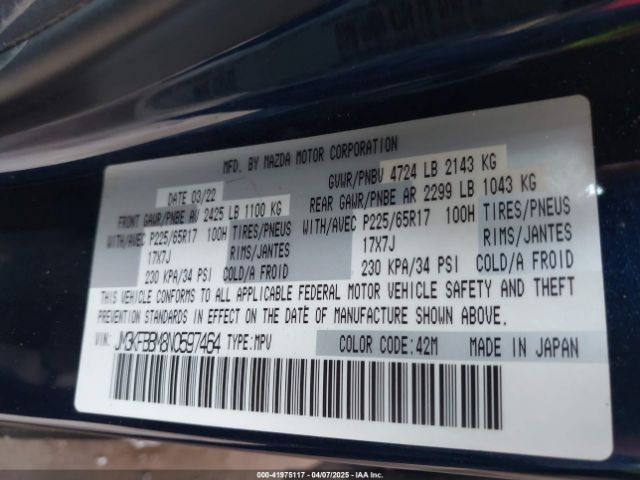 MFD. BY MAZDA MOTOR CORPORATION
DATE 03/22 GVWR/PNBV 4724 LB 2143 KG
FRONT GAWR/PNBE AV 2425 LB 1100 KG REAR GAWR/PNBE AR 2299 LB 1043 KG
WITH/AVEC P225/65R17 100H TIRES/PNEUS WITH/AVEC P225/65R17 100H TIRES/PNEUS
17X7J RIMS/JANTES 17X7J RIMS/JANTES
230 KPA/34 PSI COLD/A FROID 230 KPA/34 PSI COLD/A FROID
THIS VEHICLE CONFORMS TO ALL APPLICABLE FEDERAL MOTOR VEHICLE SAFETY AND THEFT
PREVENTION STANDARDS IN EFFECT ON THE DATE OF MANUFACTURE SHOWN ABOVE.
VIN: JM3KFBBM8N0597464 TYPE:MPV COLOR CODE:42M MADE IN JAPAN
000-41975117 - 04/07/2025 - IAAI.com